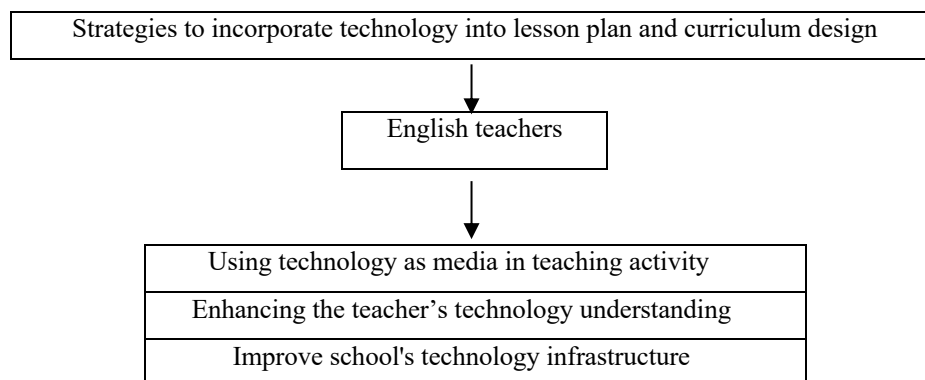 Strategies to incorporate technology into lesson plan and curriculum design
English teachers
Using technology as media in teaching activity
Enhancing the teacher’s technology understanding
Improve school's technology infrastructure